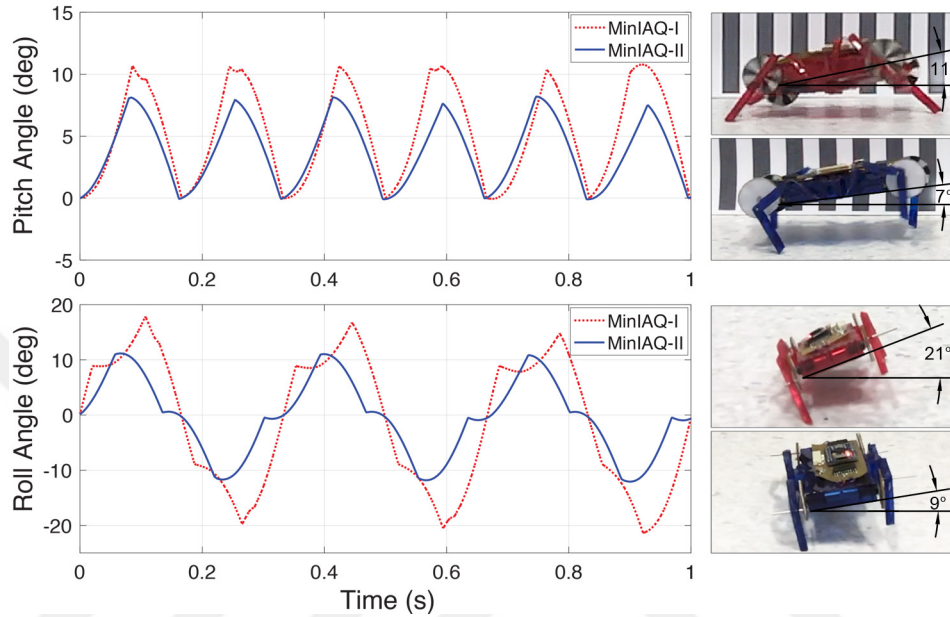 15
10
5
0
-5
Pitch Angle (deg)
MinIAQ-I
MinIAQ-II
0 0.2 0.4 0.6 0.8 1
11
7°
20
10
0
-10
-20
Roll Angle (deg)
MinIAQ-I
MinIAQ-II
0 0.2 0.4 0.6 0.8 1
Time (s)
21°
9°